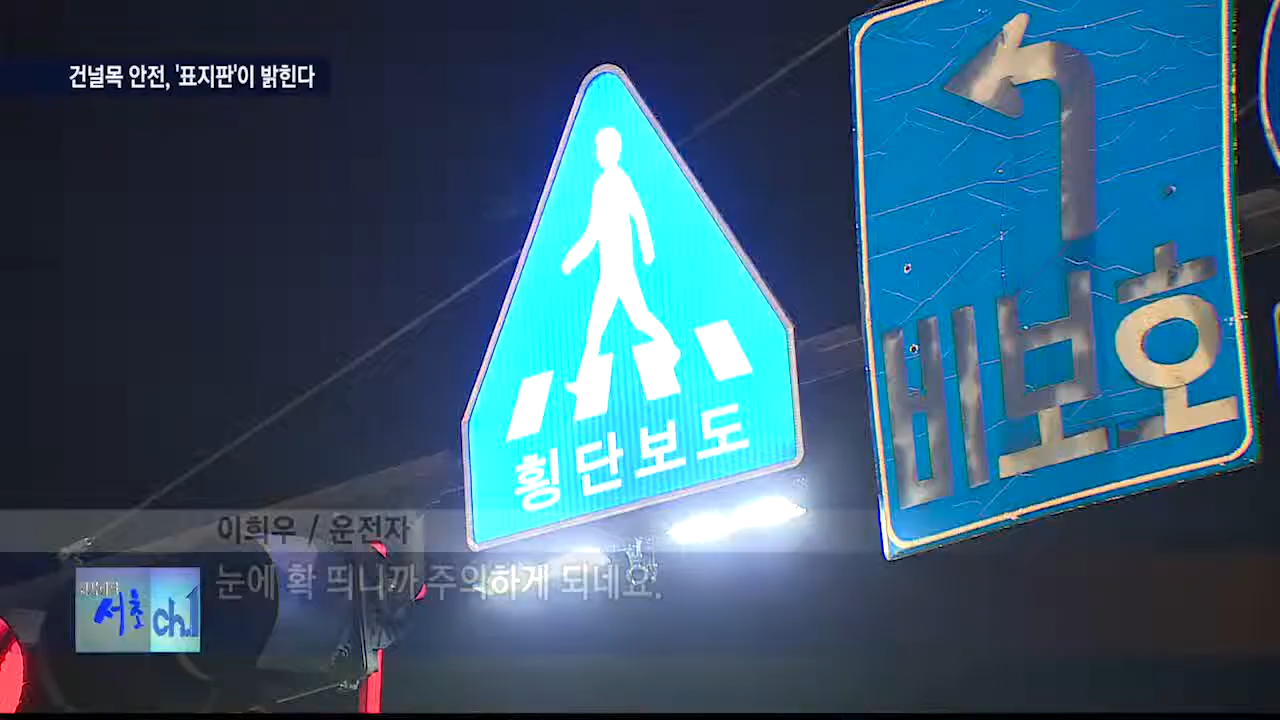 건널목 안전, '표지판'이 밝힌다
횡단보도
비보호
이희우 / 운전자
눈에 확 띄니까 주의하게 되네요.
서초
ch.1